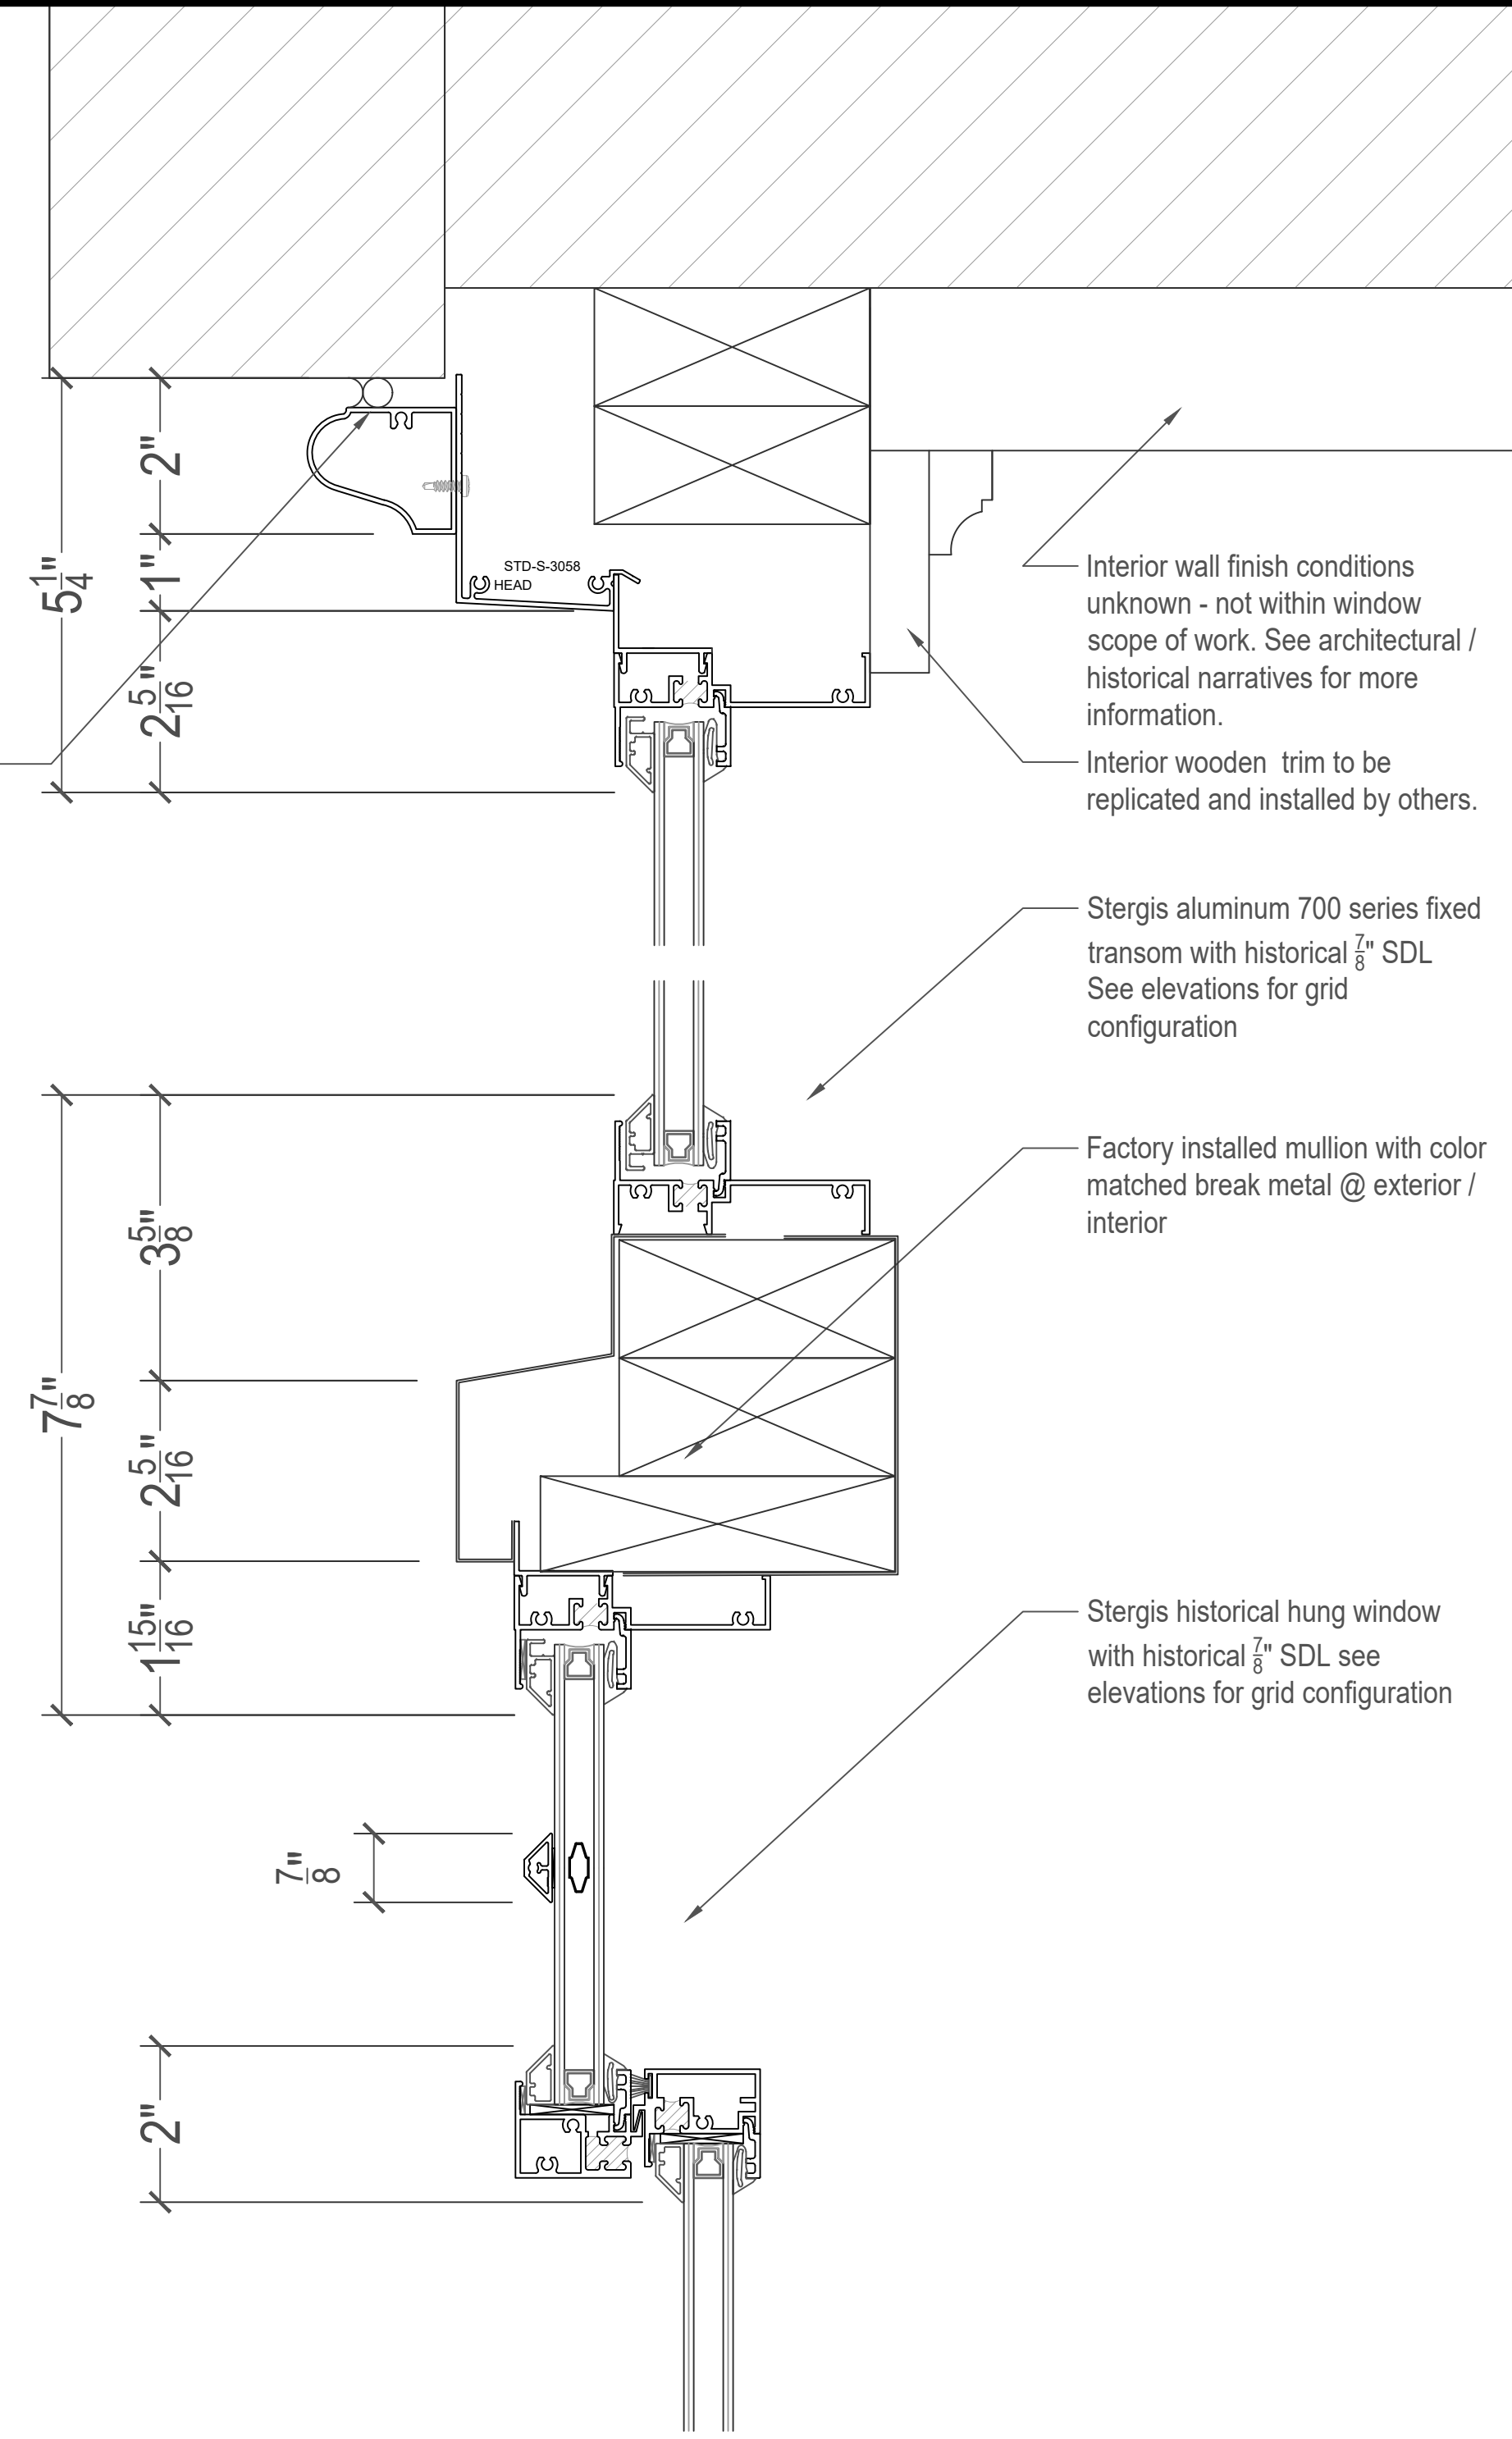 2"
5 1/4"
1"
STD-S-3058
HEAD
2 5/16"
Interior wall finish conditions
unknown - not within window
scope of work. See architectural /
historical narratives for more
information.
Interior wooden trim to be
replicated and installed by others.
Stergis aluminum 700 series fixed
transom with historical 7/8" SDL
See elevations for grid
configuration
Factory installed mullion with color
matched break metal @ exterior /
interior
3 5/8"
7 7/8"
2 5/16"
1 15/16"
Stergis historical hung window
with historical 7/8" SDL see
elevations for grid configuration
7/8"
2"